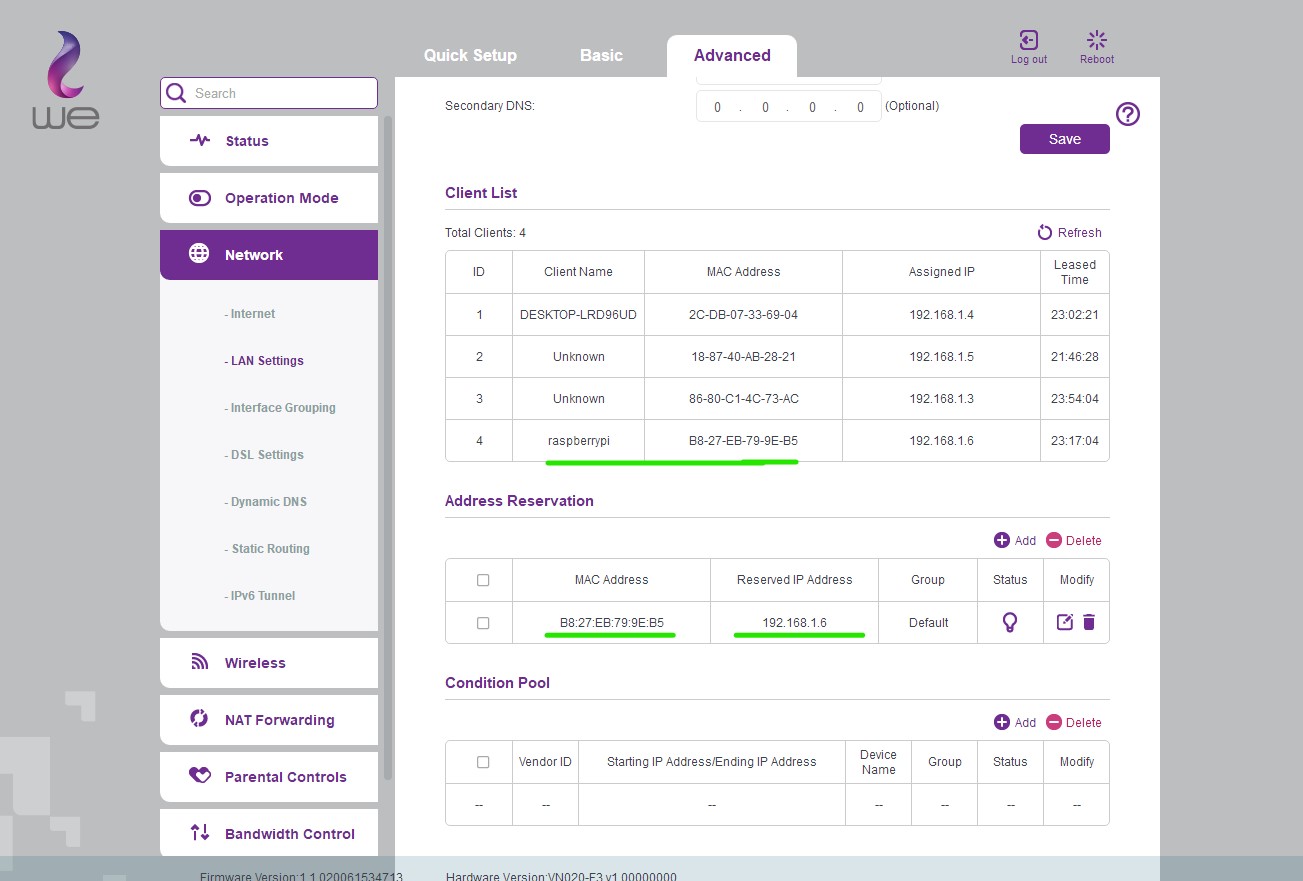 we
Quick Setup Basic Advanced
Log out Reboot
Search
Status
Operation Mode
Network
- Internet
- LAN Settings
- Interface Grouping
- DSL Settings
- Dynamic DNS
- Static Routing
- IPv6 Tunnel
Wireless
NAT Forwarding
Parental Controls
Bandwidth Control
Secondary DNS: 0 . 0 . 0 . 0 (Optional)
?
Save
Client List
Total Clients: 4 Refresh
ID Client Name MAC Address Assigned IP Leased Time
1 DESKTOP-LRD96UD 2C-DB-07-33-69-04 192.168.1.4 23:02:21
2 Unknown 18-87-40-AB-28-21 192.168.1.5 21:46:28
3 Unknown 86-80-C1-4C-73-AC 192.168.1.3 23:54:04
4 raspberrypi B8-27-EB-79-9E-B5 192.168.1.6 23:17:04
Address Reservation
Add Delete
MAC Address Reserved IP Address Group Status Modify
B8:27:EB:79:9E:B5 192.168.1.6 Default
Condition Pool
Add Delete
Vendor ID Starting IP Address/Ending IP Address Device Name Group Status Modify
-- -- -- -- -- -- --
Firmware Version:1.1.020061534713 Hardware Version:VN020-F3 v1.00000000